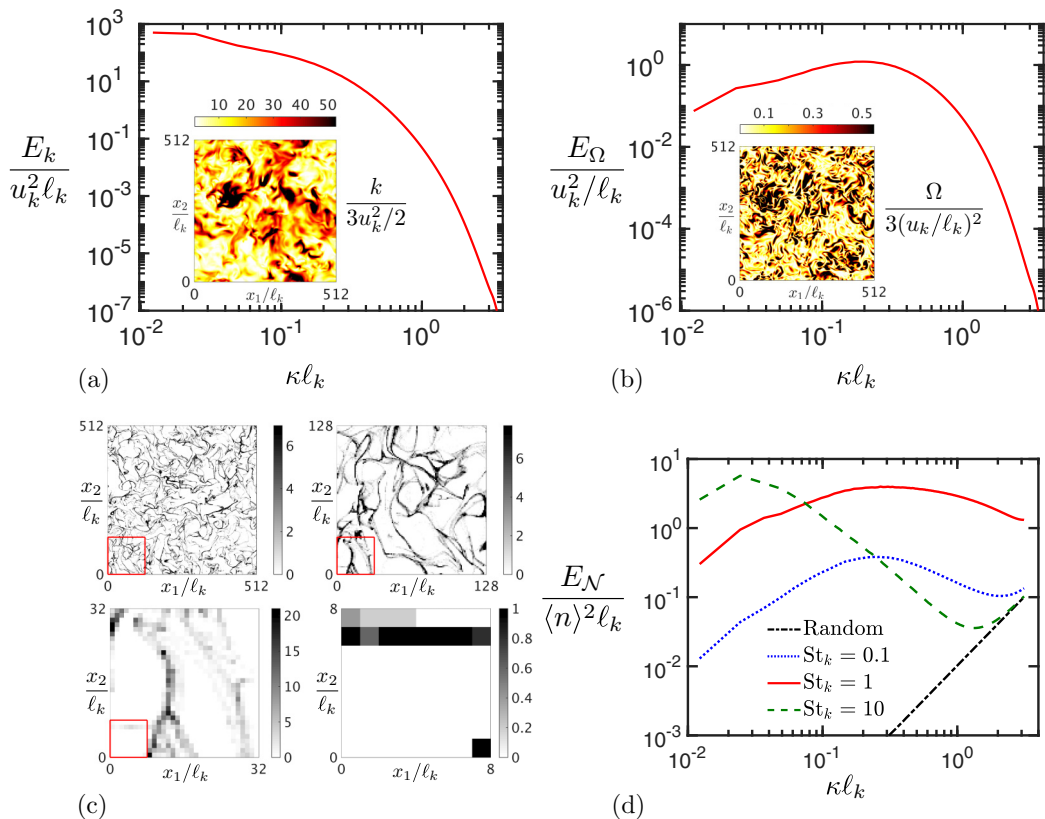 10^3
10^1
10^-1
10^-3
10^-5
10^-7
E_k
u_k^2 ℓ_k
10 20 30 40 50
512
x_2
ℓ_k
0
0 x_1/ℓ_k 512
k
3u_k^2/2
10^-2 10^-1 10^0
κℓ_k
(a)
10^0
10^-2
10^-4
10^-6
E_Ω
u_k^2/ℓ_k
0.1 0.3 0.5
512
x_2
ℓ_k
0
0 x_1/ℓ_k 512
Ω
3(u_k/ℓ_k)^2
10^-2 10^-1 10^0
κℓ_k
(b)
512
x_2
ℓ_k
0
0 x_1/ℓ_k 512
6
4
2
0
128
x_2
ℓ_k
0
0 x_1/ℓ_k 128
8
6
4
2
0
32
x_2
ℓ_k
0
0 x_1/ℓ_k 32
20
15
10
5
0
8
x_2
ℓ_k
0
0 x_1/ℓ_k 8
1
0.8
0.6
0.4
0.2
0
(c)
10^1
10^0
10^-1
10^-2
10^-3
E_𝒩
⟨n⟩^2 ℓ_k
Random
St_k = 0.1
St_k = 1
St_k = 10
10^-2 10^-1 10^0
κℓ_k
(d)